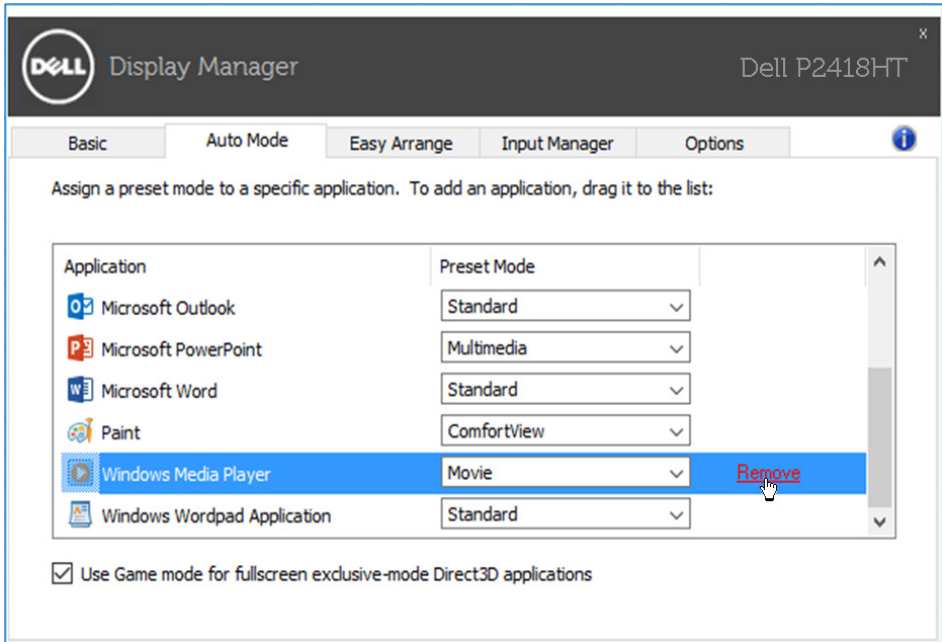 x
DELL Display Manager Dell P2418HT
Basic Auto Mode Easy Arrange Input Manager Options i
Assign a preset mode to a specific application. To add an application, drag it to the list:
Application Preset Mode
Microsoft Outlook Standard
Microsoft PowerPoint Multimedia
Microsoft Word Standard
Paint ComfortView
Windows Media Player Movie Remove
Windows Wordpad Application Standard
Use Game mode for fullscreen exclusive-mode Direct3D applications